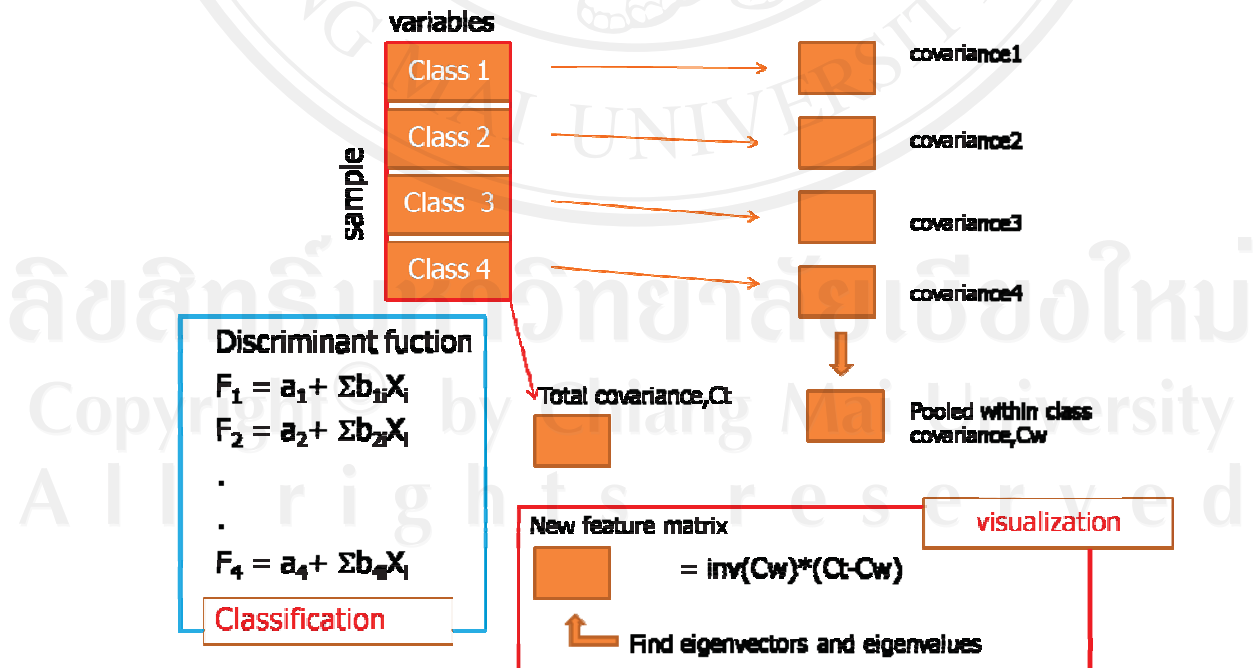 variables
sample
Class 1
Class 2
Class 3
Class 4
covariance1
covariance2
covariance3
covariance4
Discriminant fuction
F₁ = a₁+ Σb₁ᵢXᵢ
F₂ = a₂+ Σb₂ᵢXᵢ
.
.
F₄ = a₄+ Σb₄ᵢXᵢ
Classification
Total covariance,Ct
Pooled within class
covariance,Cw
New feature matrix
visualization
= inv(Cw)*(Ct-Cw)
Find eigenvectors and eigenvalues
ลิขสิทธิ์มหาวิทยาลัยเชียงใหม่
Copyright © by Chiang Mai University
All rights reserved
MAI UNIVERSIT